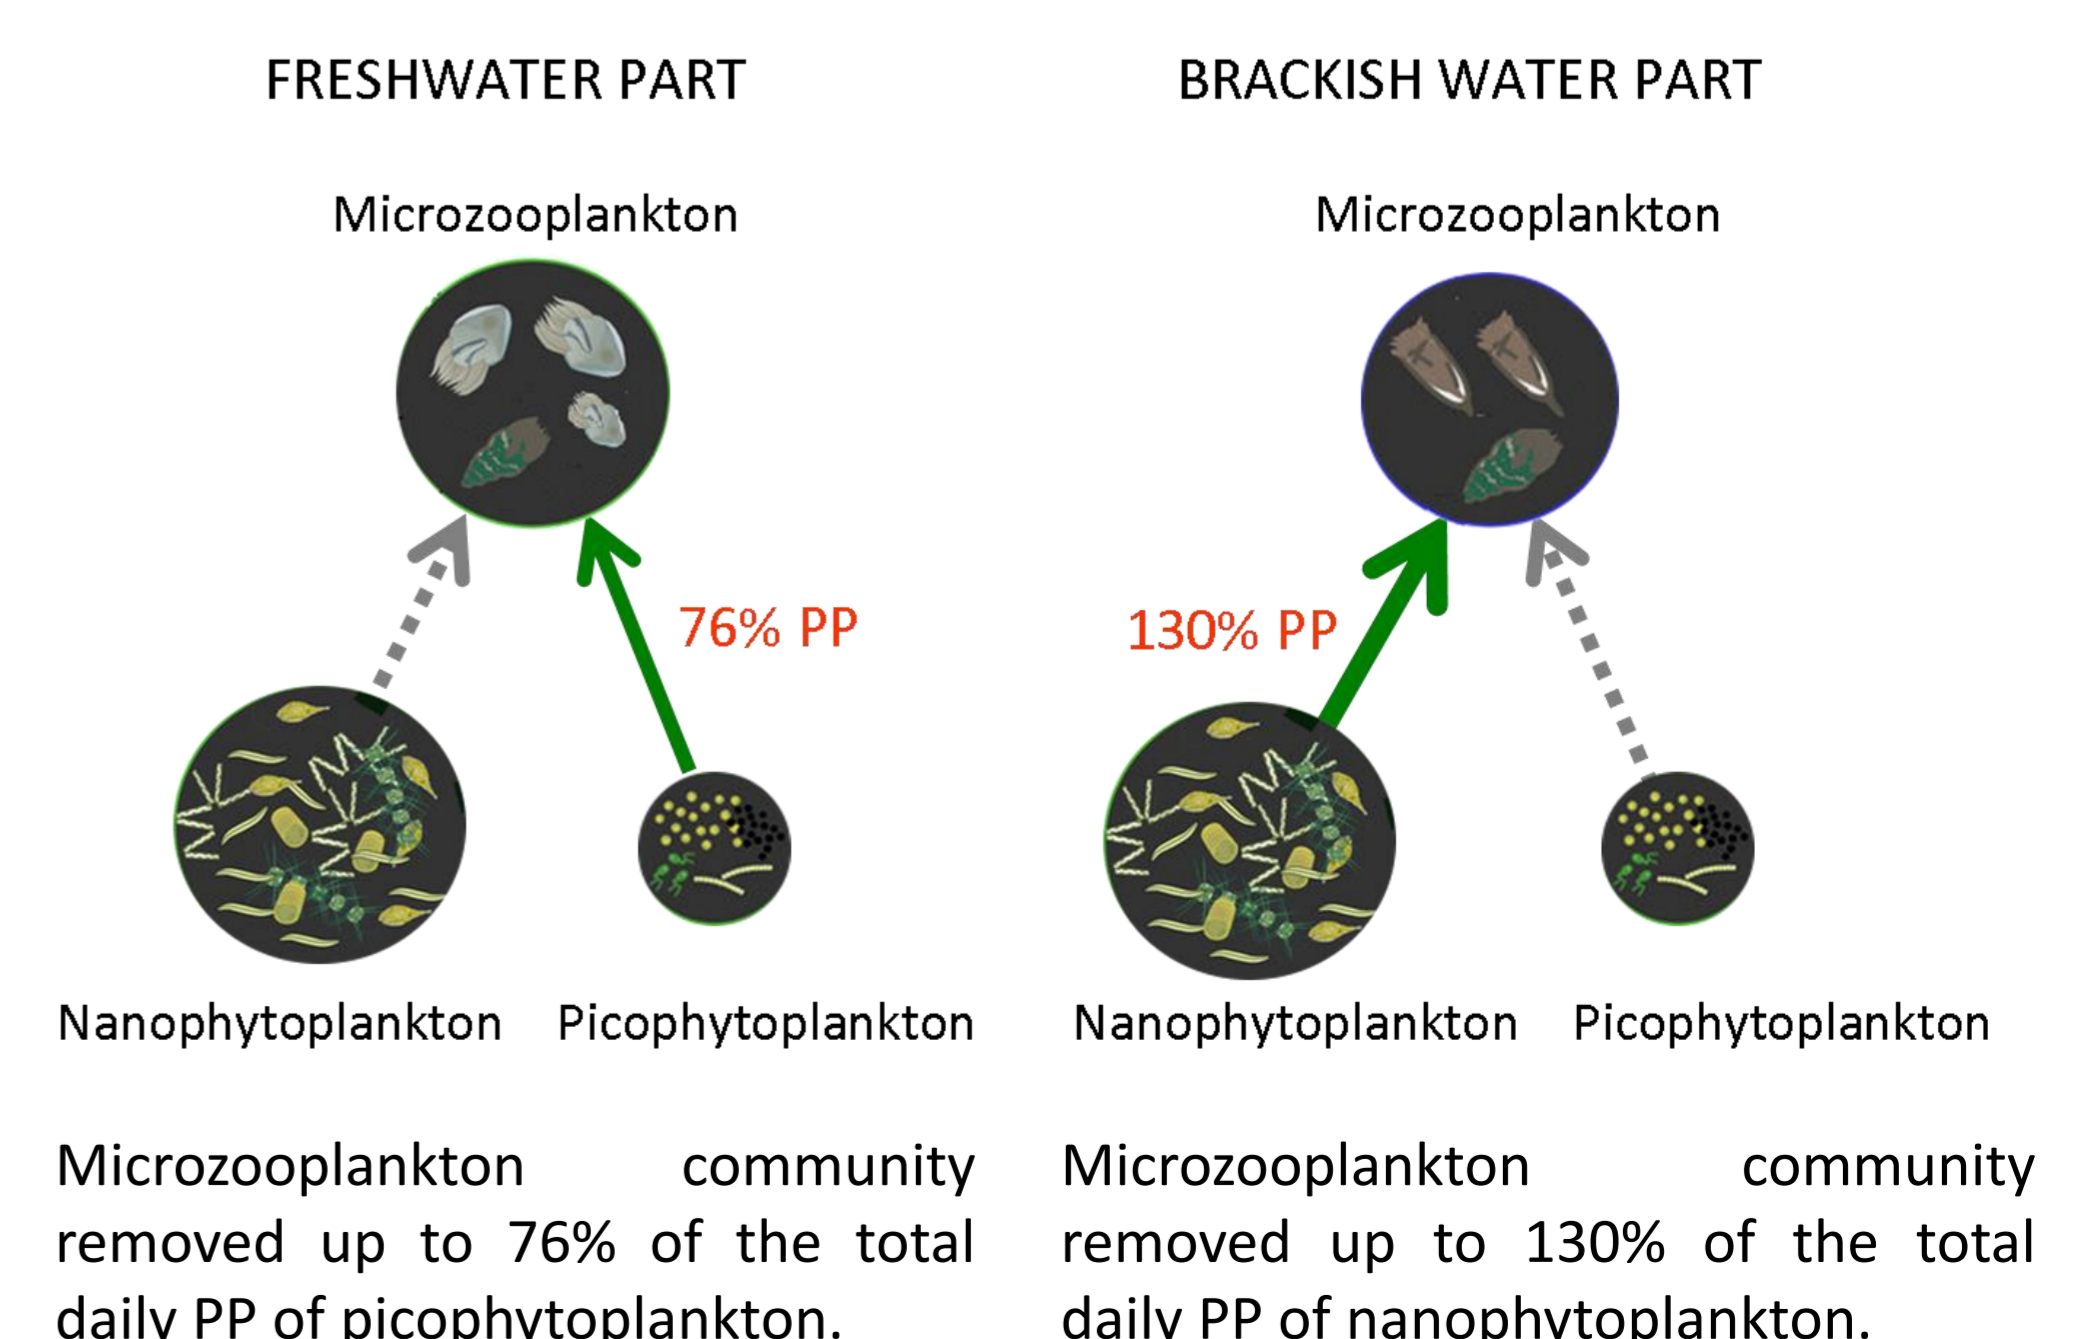 FRESHWATER PART
Microzooplankton
76% PP
Nanophytoplankton
Picophytoplankton
Microzooplankton community
removed up to 76% of the total
daily PP of picophytoplankton.
BRACKISH WATER PART
Microzooplankton
130% PP
Nanophytoplankton
Picophytoplankton
Microzooplankton community
removed up to 130% of the total
daily PP of nanophytoplankton.